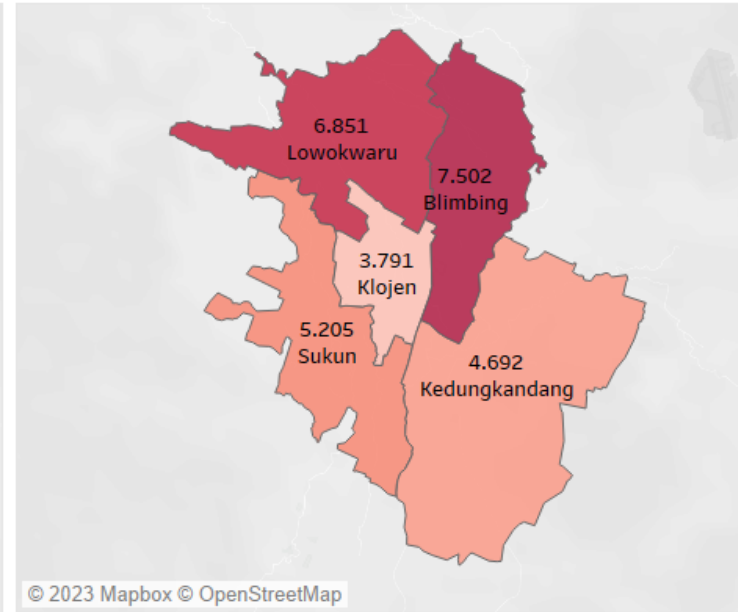 6.851
Lowokwaru
7.502
Blimbing
3.791
Klojen
5.205
Sukun
4.692
Kedungkandang
© 2023 Mapbox © OpenStreetMap